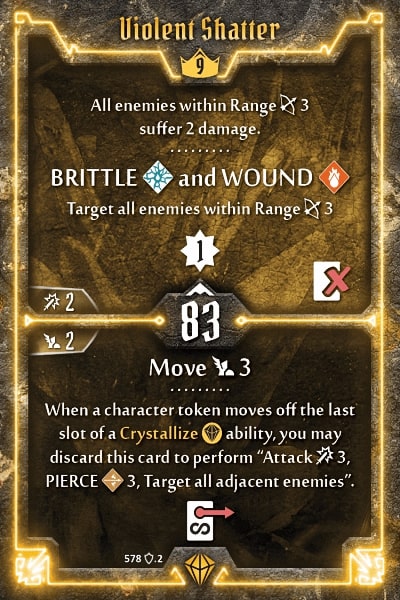 Violent Shatter
9
All enemies within Range 3
suffer 2 damage.
BRITTLE and WOUND
Target all enemies within Range 3
1
2
83
2
Move 3
When a character token moves off the last
slot of a Crystallize ability, you may
discard this card to perform “Attack 3,
PIERCE 3, Target all adjacent enemies”.
S
578 .2